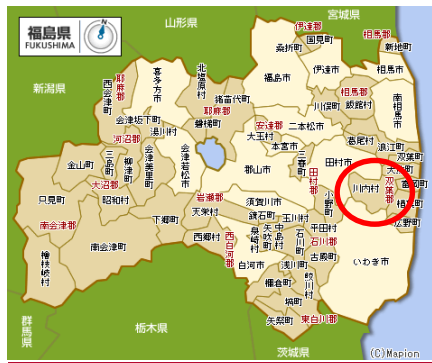 宮城県
山形県
福島県
FUKUSHIMA
伊達郡
国見町
桑折町
相馬郡
新地町
新潟県
喜多方市
北塩原村
耶麻郡
西会津町
猪苗代町
耶麻郡
磐梯町
福島市
伊達市
相馬市
川俣町
相馬郡
飯舘村
南相馬市
会津坂下町
河沼郡
湯川村
安達郡
二本松市
大玉村
本宮市
葛尾村
浪江町
双葉町
金山町
三島町
柳津町
会津美里町
会津若松市
郡山市
三春町
田村市
田村郡
大沼郡
只見町
昭和村
川内村
双葉郡
小野町
広野町
岩瀬郡
天栄村
須賀川市
鏡石町
玉川村
平田村
南会津郡
下郷町
南会津町
檜枝岐村
西郷村
西白河郡
泉崎村
矢吹町
中島村
石川町
石川郡
古殿町
いわき市
白河市
浅川町
鮫川村
棚倉町
塙町
矢祭町
東白川郡
群馬県
栃木県
茨城県
(C)Mapion